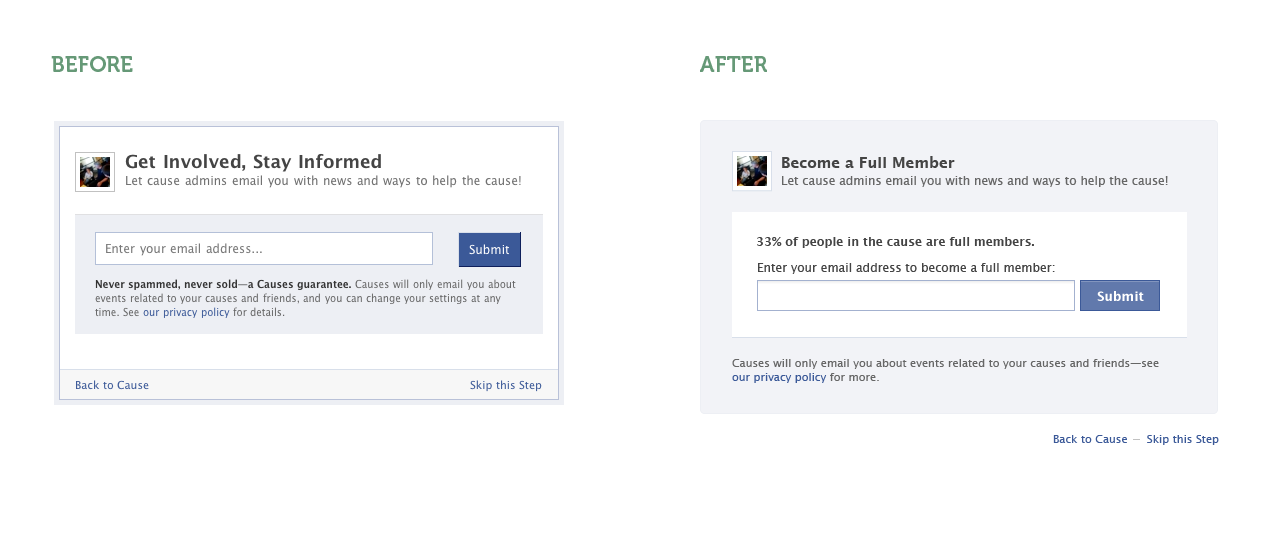 BEFORE
Get Involved, Stay Informed
Let cause admins email you with news and ways to help the cause!
Enter your email address...
Submit
Never spammed, never sold—a Causes guarantee. Causes will only email you about
events related to your causes and friends, and you can change your settings at any
time. See our privacy policy for details.
Back to Cause
Skip this Step
AFTER
Become a Full Member
Let cause admins email you with news and ways to help the cause!
33% of people in the cause are full members.
Enter your email address to become a full member:
Submit
Causes will only email you about events related to your causes and friends—see
our privacy policy for more.
Back to Cause – Skip this Step